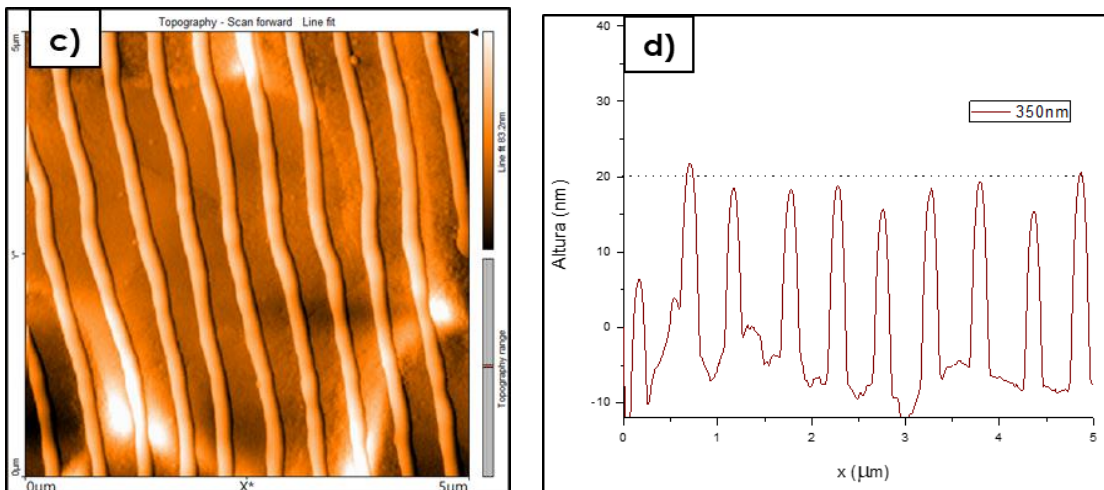 Topography - Scan forward   Line fit
c)
5µm
Y*
0µm
0um
X*
5µm
Line fit 83.2nm
Topography range
d)
350nm
Altura (nm)
40
30
20
10
0
-10
0
1
2
3
4
5
x (µm)